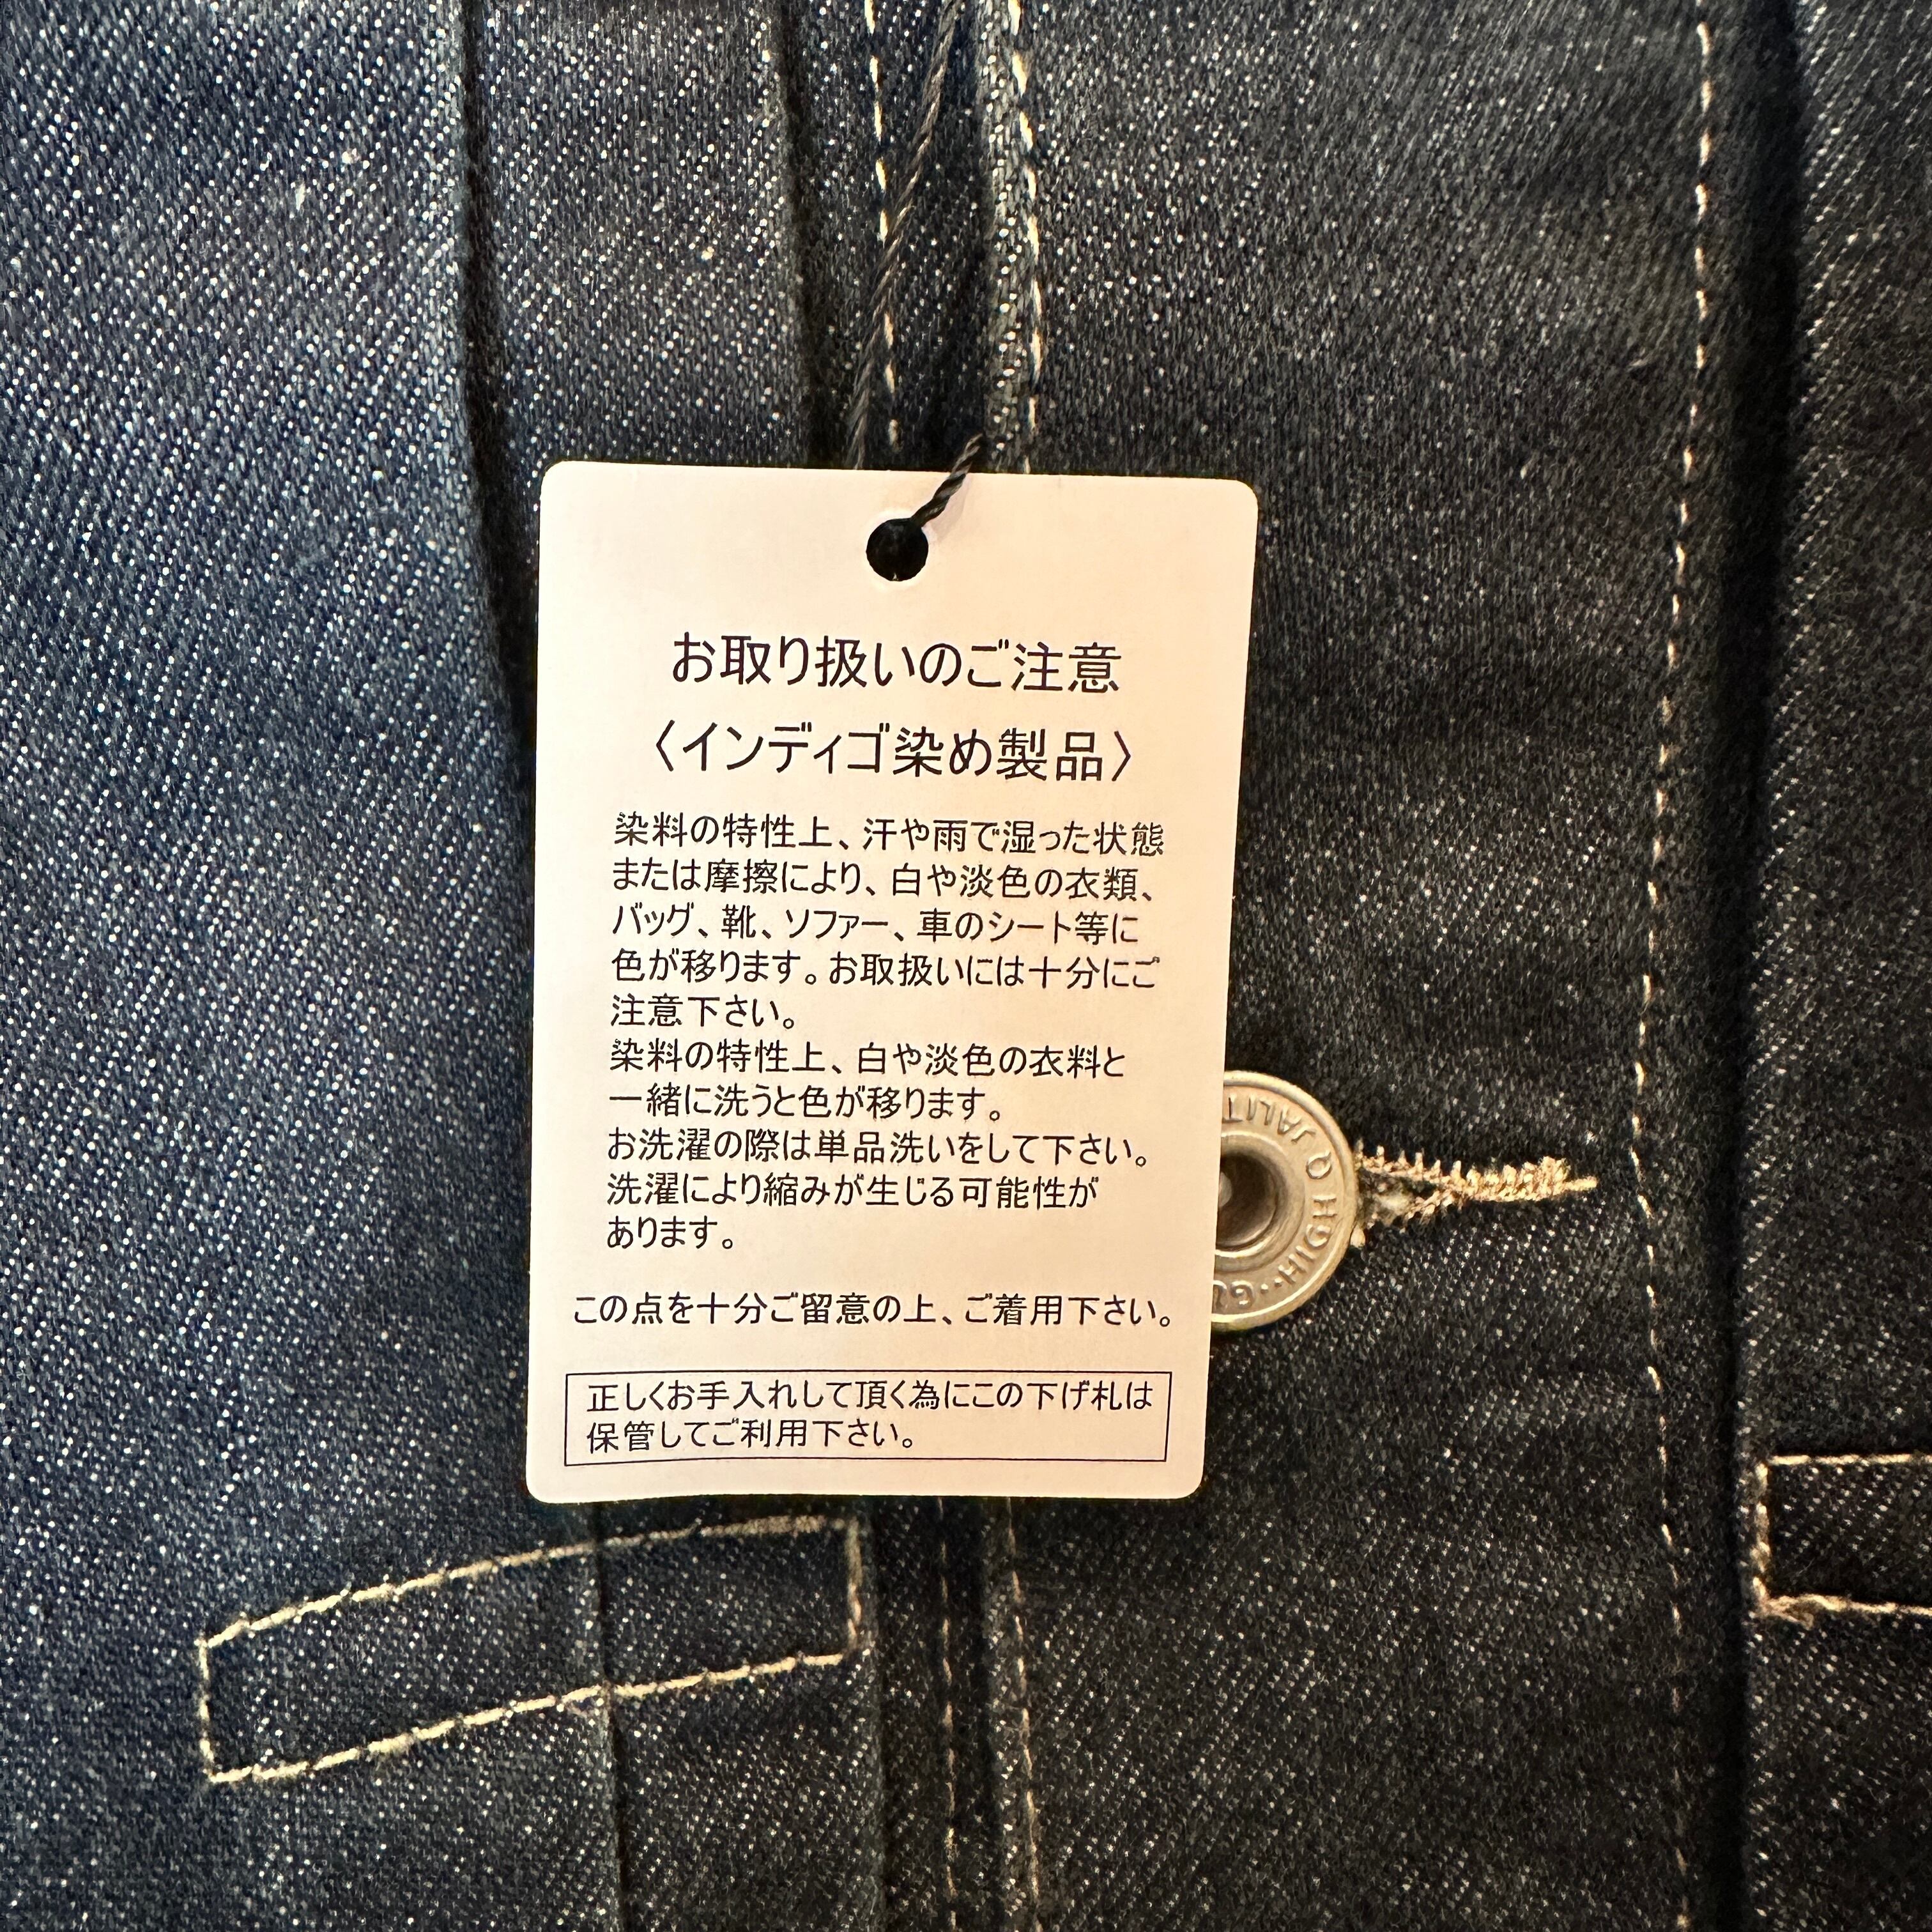 お取り扱いのご注意
〈インディゴ染め製品〉
染料の特性上、汗や雨で湿った状態
または摩擦により、白や淡色の衣類、
バッグ、靴、ソファー、車のシート等に
色が移ります。お取扱いには十分にご
注意下さい。
染料の特性上、白や淡色の衣料と
一緒に洗うと色が移ります。
お洗濯の際は単品洗いをして下さい。
洗濯により縮みが生じる可能性が
あります。
この点を十分ご留意の上、ご着用下さい。
正しくお手入れして頂く為にこの下げ札は
保管してご利用下さい。
HIGH